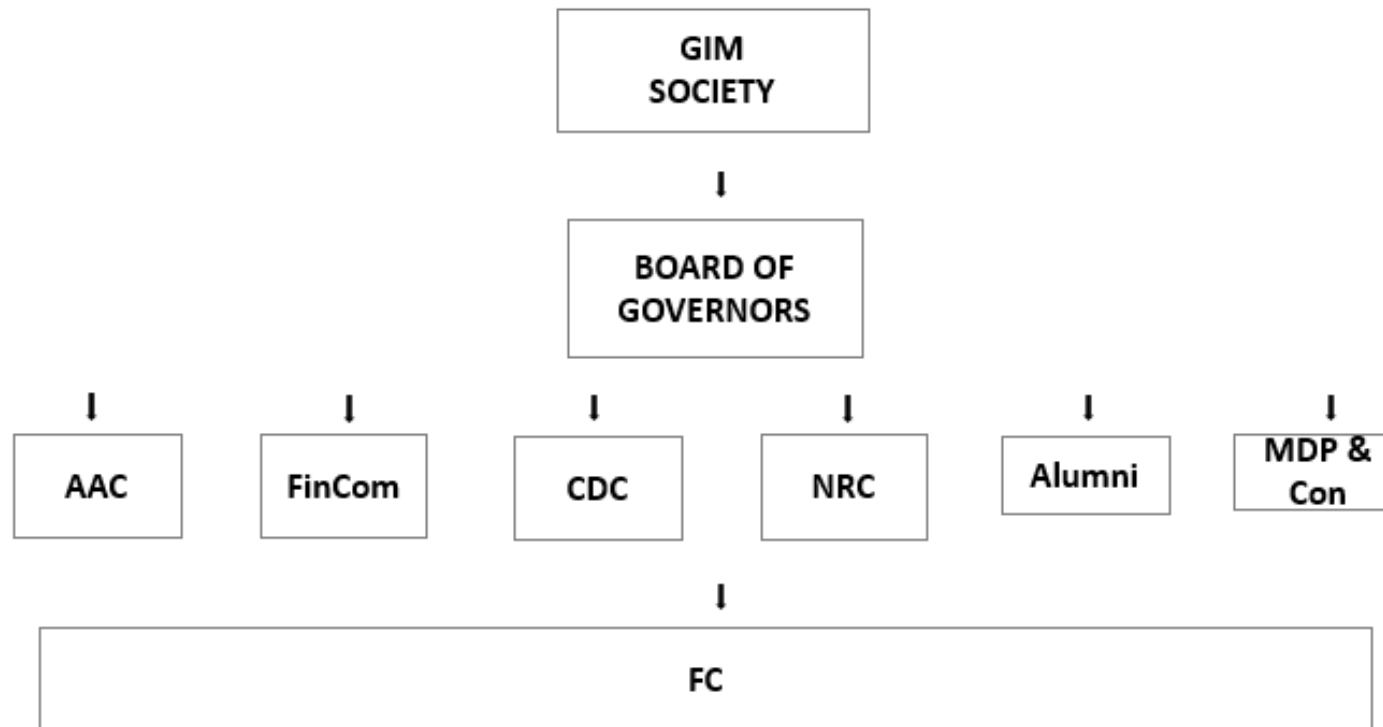 GIM
SOCIETY
BOARD OF
GOVERNORS
AAC
FinCom
CDC
NRC
Alumni
MDP &
Con
FC